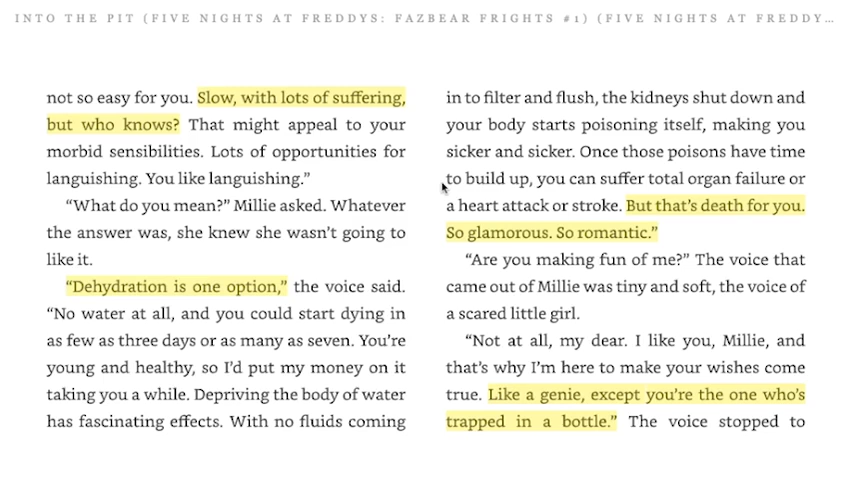 INTO THE PIT (FIVE NIGHTS AT FREDDYS: FAZBEAR FRIGHTS #1) (FIVE NIGHTS AT FREDDY...
not so easy for you. Slow, with lots of suffering,
but who knows? That might appeal to your
morbid sensibilities. Lots of opportunities for
languishing. You like languishing.”
“What do you mean?” Millie asked. Whatever
the answer was, she knew she wasn’t going to
like it.
“Dehydration is one option,” the voice said.
“No water at all, and you could start dying in
as few as three days or as many as seven. You’re
young and healthy, so I’d put my money on it
taking you a while. Depriving the body of water
has fascinating effects. With no fluids coming
in to filter and flush, the kidneys shut down and
your body starts poisoning itself, making you
sicker and sicker. Once those poisons have time
to build up, you can suffer total organ failure or
a heart attack or stroke. But that’s death for you.
So glamorous. So romantic.”
“Are you making fun of me?” The voice that
came out of Millie was tiny and soft, the voice of
a scared little girl.
“Not at all, my dear. I like you, Millie, and
that’s why I’m here to make your wishes come
true. Like a genie, except you’re the one who’s
trapped in a bottle.” The voice stopped to